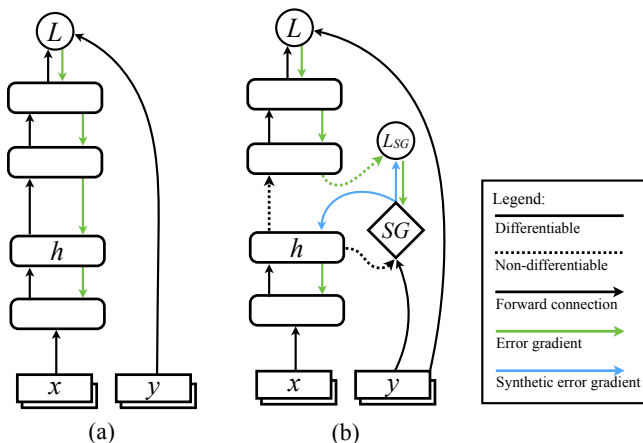 L
h
x
y
(a)
L
L_SG
SG
h
x
y
(b)
Legend:
Differentiable
Non-differentiable
Forward connection
Error gradient
Synthetic error gradient